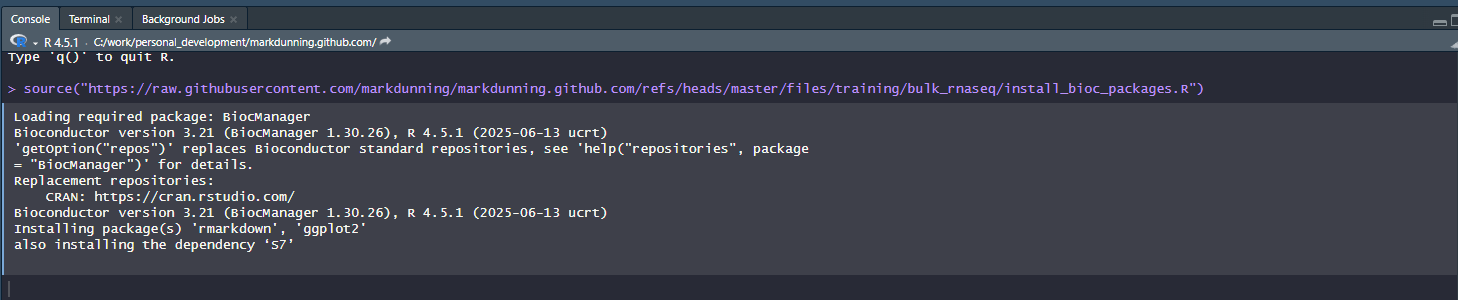 Console Terminal Background Jobs
R 4.5.1 · C:/work/personal_development/markdunning.github.com/
Type 'q()' to quit R.
> source("https://raw.githubusercontent.com/markdunning/markdunning.github.com/refs/heads/master/files/training/bulk_rnaseq/install_bioc_packages.R")
Loading required package: BiocManager
Bioconductor version 3.21 (BiocManager 1.30.26), R 4.5.1 (2025-06-13 ucrt)
'getOption("repos")' replaces Bioconductor standard repositories, see 'help("repositories", package
= "BiocManager")' for details.
Replacement repositories:
    CRAN: https://cran.rstudio.com/
Bioconductor version 3.21 (BiocManager 1.30.26), R 4.5.1 (2025-06-13 ucrt)
Installing package(s) 'rmarkdown', 'ggplot2'
also installing the dependency ‘S7’